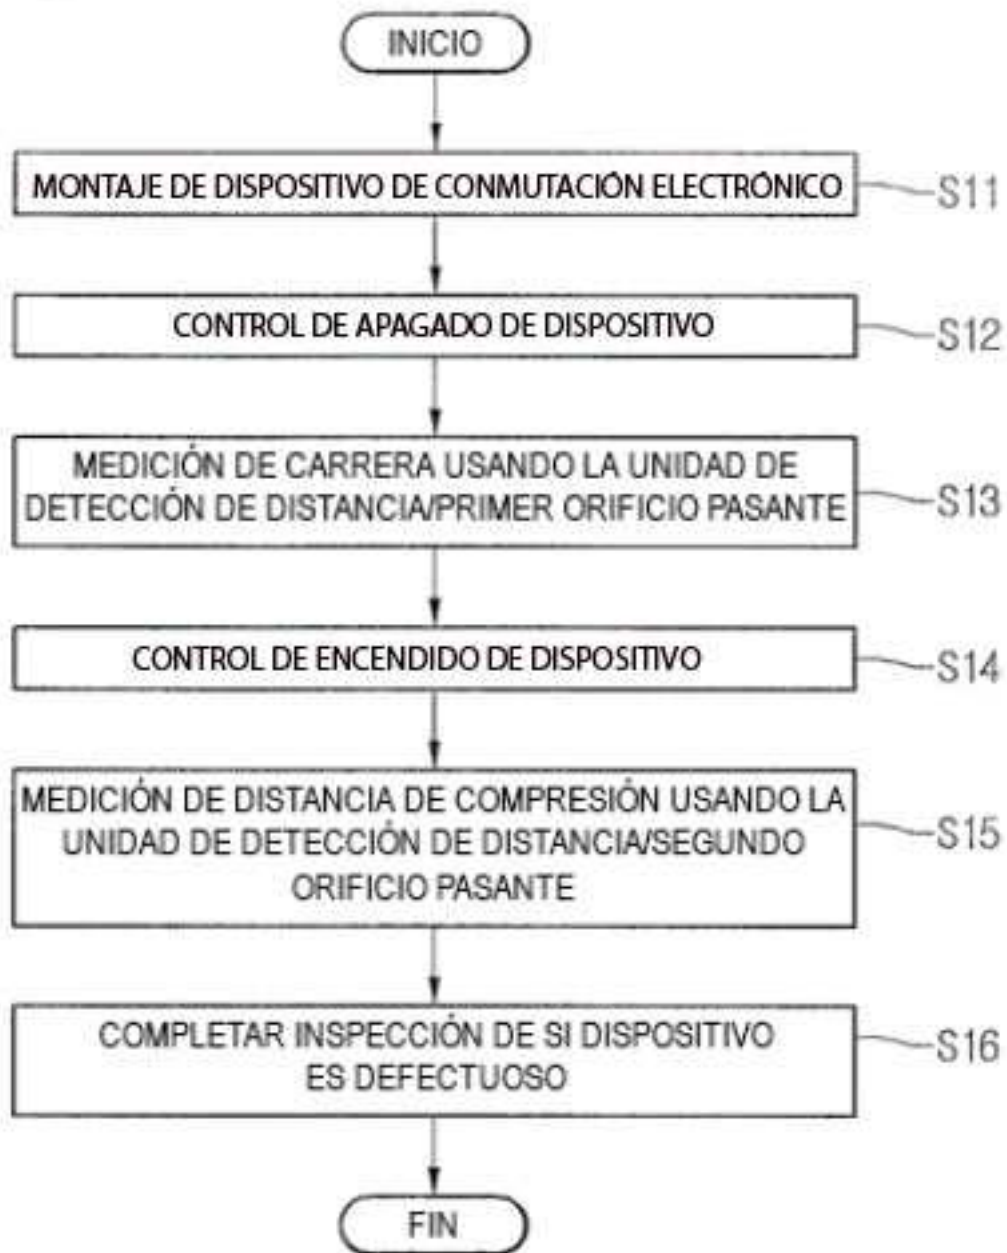 INICIO
MONTAJE DE DISPOSITIVO DE CONMUTACIÓN ELECTRÓNICO
S11
CONTROL DE APAGADO DE DISPOSITIVO
S12
MEDICIÓN DE CARRERA USANDO LA UNIDAD DE
DETECCIÓN DE DISTANCIA/PRIMER ORIFICIO PASANTE
S13
CONTROL DE ENCENDIDO DE DISPOSITIVO
S14
MEDICIÓN DE DISTANCIA DE COMPRESIÓN USANDO LA
UNIDAD DE DETECCIÓN DE DISTANCIA/SEGUNDO
ORIFICIO PASANTE
S15
COMPLETAR INSPECCIÓN DE SI DISPOSITIVO
ES DEFECTUOSO
S16
FIN